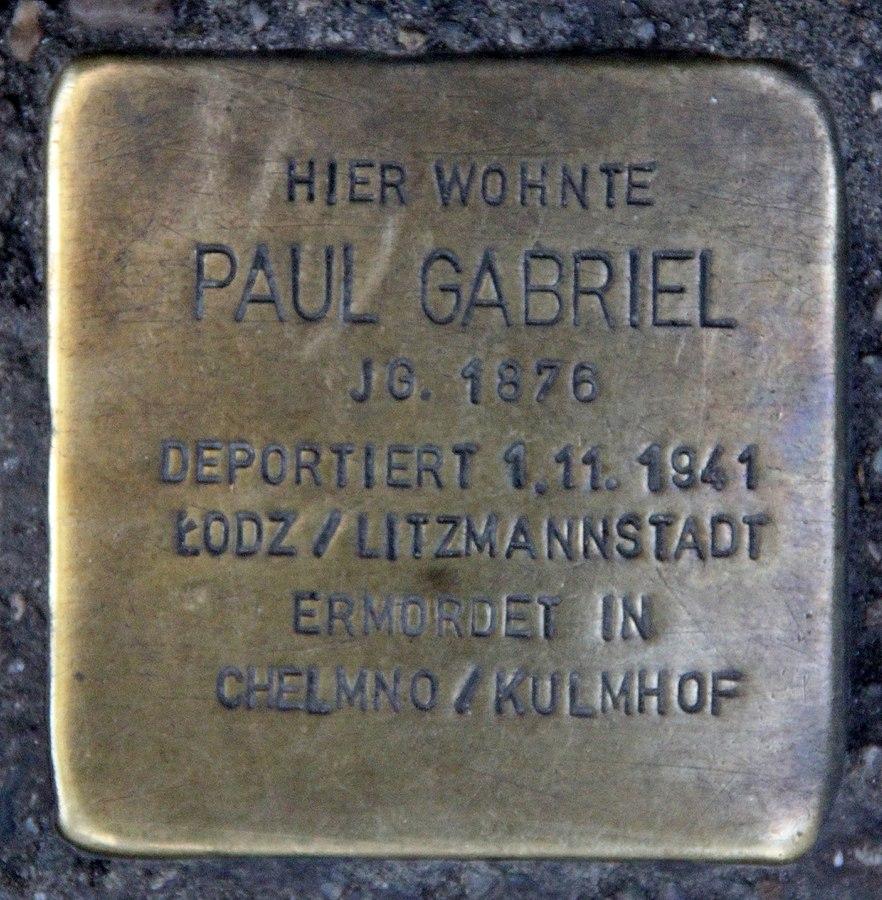 HIER WOHNTE
PAUL GABRIEL
JG. 1876
DEPORTIERT 1.11. 1941
ŁODZ / LITZMANNSTADT
ERMORDET IN
CHELMNO / KULMHOF